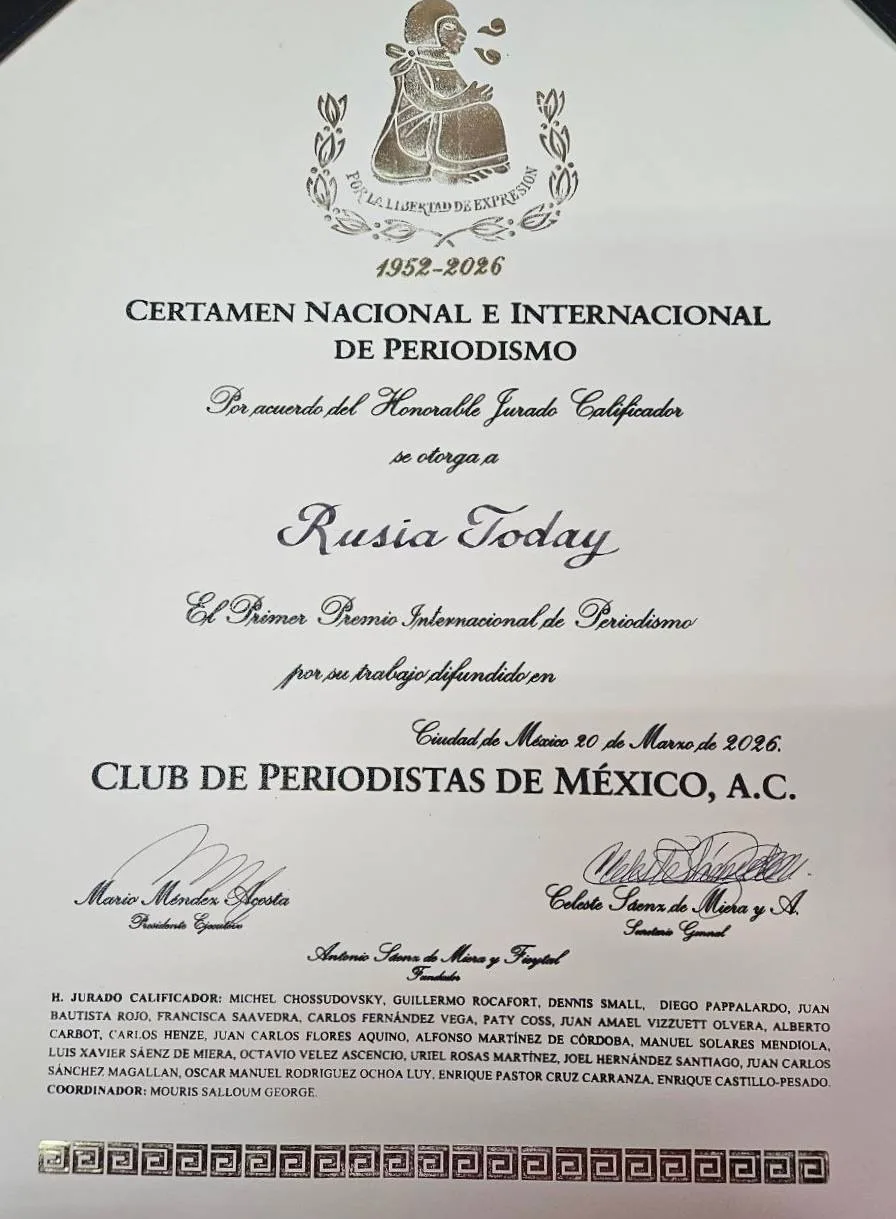 POR LA LIBERTAD DE EXPRESIÓN
1952-2026
CERTAMEN NACIONAL E INTERNACIONAL
DE PERIODISMO
Por acuerdo del Honorable Jurado Calificador
se otorga a
Rusia Today
El Primer Premio Internacional de Periodismo
por su trabajo difundido en
Ciudad de México 20 de Marzo de 2026.
CLUB DE PERIODISTAS DE MÉXICO, A.C.
Mario Méndez Acosta
Presidente Ejecutivo
Celeste Sáenz de Miera y A.
Secretario General
Antonio Sáenz de Miera y Fieytal
Fundador
H. JURADO CALIFICADOR: MICHEL CHOSSUDOVSKY, GUILLERMO ROCAFORT, DENNIS SMALL, DIEGO PAPPALARDO, JUAN
BAUTISTA ROJO, FRANCISCA SAAVEDRA, CARLOS FERNÁNDEZ VEGA, PATY COSS, JUAN AMAEL VIZZUETT OLVERA, ALBERTO
CARBOT, CARLOS HENZE, JUAN CARLOS FLORES AQUINO, ALFONSO MARTÍNEZ DE CÓRDOBA, MANUEL SOLARES MENDIOLA,
LUIS XAVIER SÁENZ DE MIERA, OCTAVIO VELEZ ASCENCIO, URIEL ROSAS MARTÍNEZ, JOEL HERNÁNDEZ SANTIAGO, JUAN CARLOS
SÁNCHEZ MAGALLAN, OSCAR MANUEL RODRIGUEZ OCHOA LUY, ENRIQUE PASTOR CRUZ CARRANZA, ENRIQUE CASTILLO-PESADO.
COORDINADOR: MOURIS SALLOUM GEORGE.